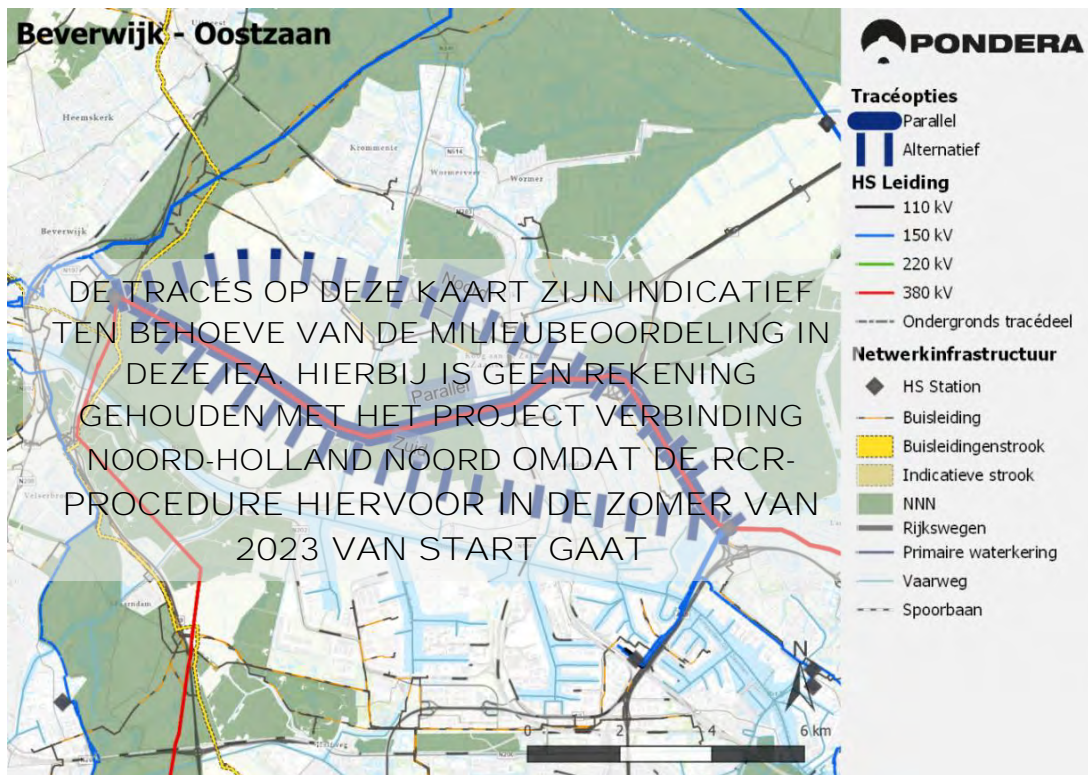 Beverwijk - Oostzaan
Heemskerk
Krommenie
N514
Wormerveer
Wormer
Beverwijk
Noord
DE TRACÉS OP DEZE KAART ZIJN INDICATIEF
TEN BEHOEVE VAN DE MILIEUBEOORDELING IN
DEZE IEA. HIERBIJ IS GEEN REKENING
GEHOUDEN MET HET PROJECT VERBINDING
NOORD-HOLLAND NOORD OMDAT DE RCR-
PROCEDURE HIERVOOR IN DE ZOMER VAN
2023 VAN START GAAT
Parallel
Zuid
N
0 2 4 6 km
PONDERA
Tracéopties
Parallel
Alternatief
HS Leiding
110 kV
150 kV
220 kV
380 kV
Ondergronds tracédeel
Netwerkinfrastructuur
HS Station
Buisleiding
Buisleidingenstrook
Indicatieve strook
NNN
Rijkswegen
Primaire waterkering
Vaarweg
Spoorbaan